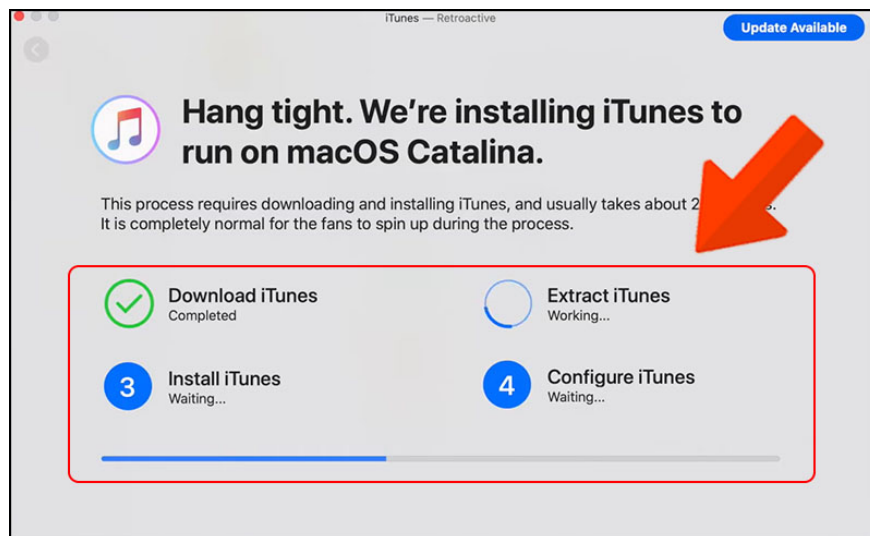 iTunes — Retroactive
Update Available
Hang tight. We're installing iTunes to
run on macOS Catalina.
This process requires downloading and installing iTunes, and usually takes about 2
It is completely normal for the fans to spin up during the process.
Download iTunes
Completed
Extract iTunes
Working...
3
Install iTunes
Waiting...
4
Configure iTunes
Waiting...